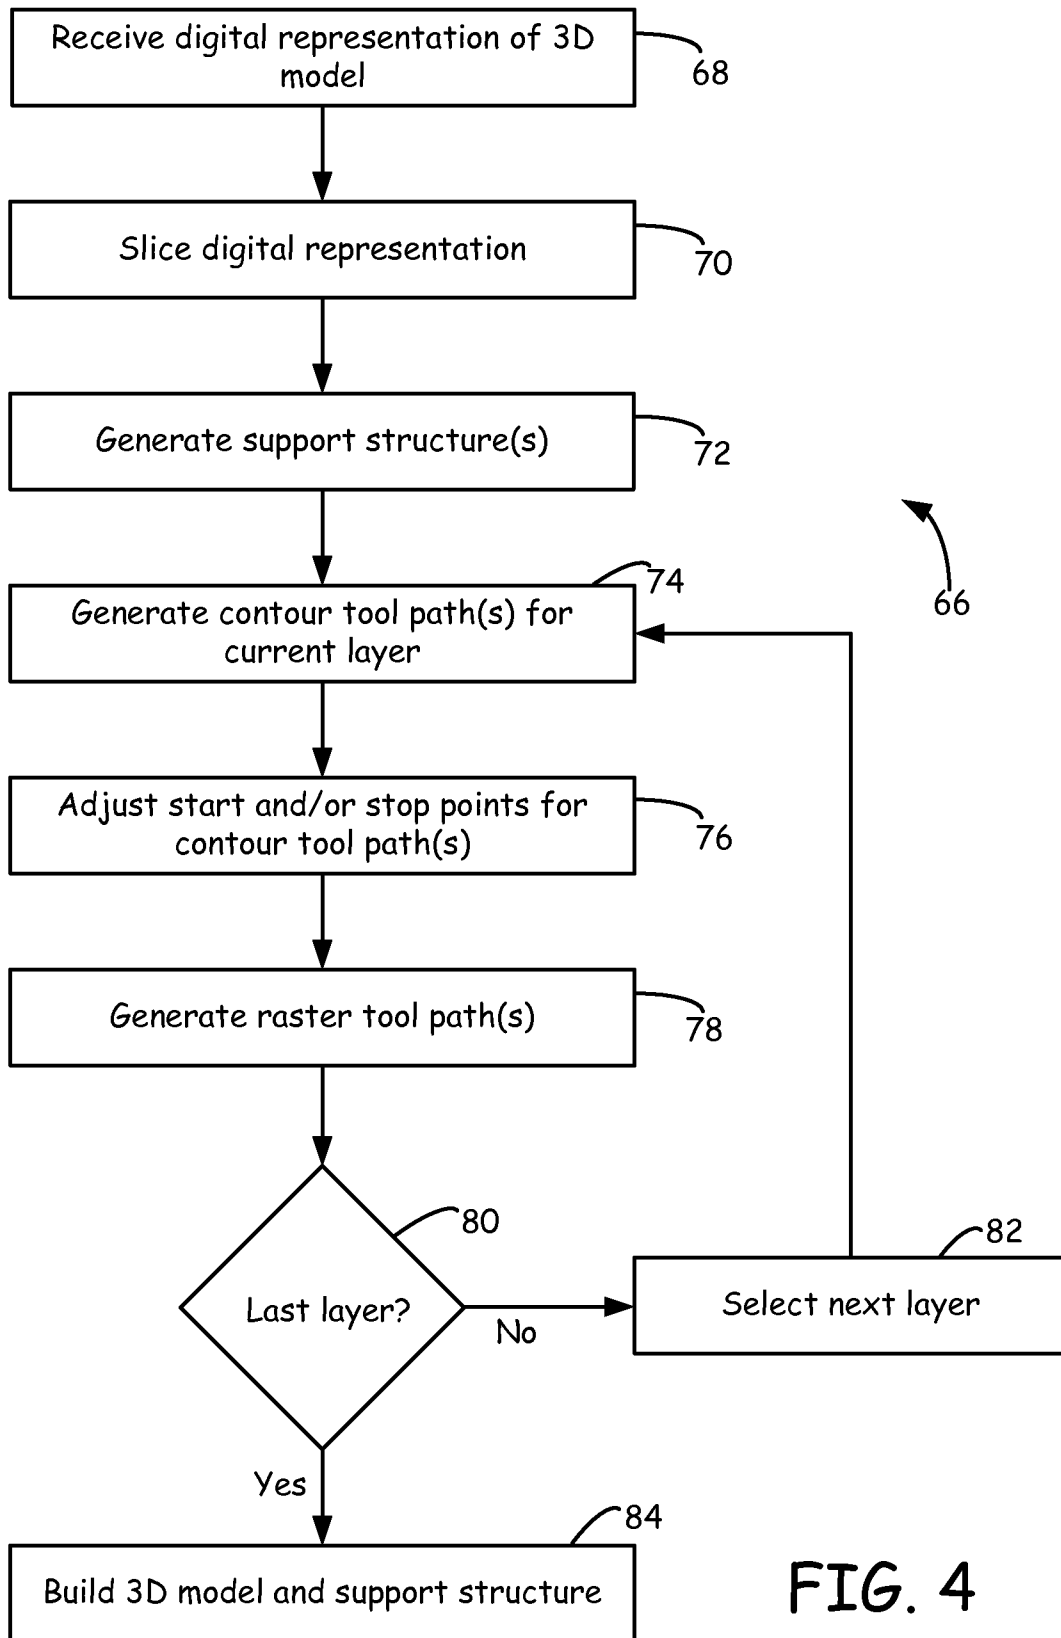 Receive digital representation of 3D
model
68
Slice digital representation
70
Generate support structure(s)
72
66
74
Generate contour tool path(s) for
current layer
Adjust start and/or stop points for
contour tool path(s)
76
Generate raster tool path(s)
78
80
Last layer?
No
82
Select next layer
Yes
84
Build 3D model and support structure
FIG. 4